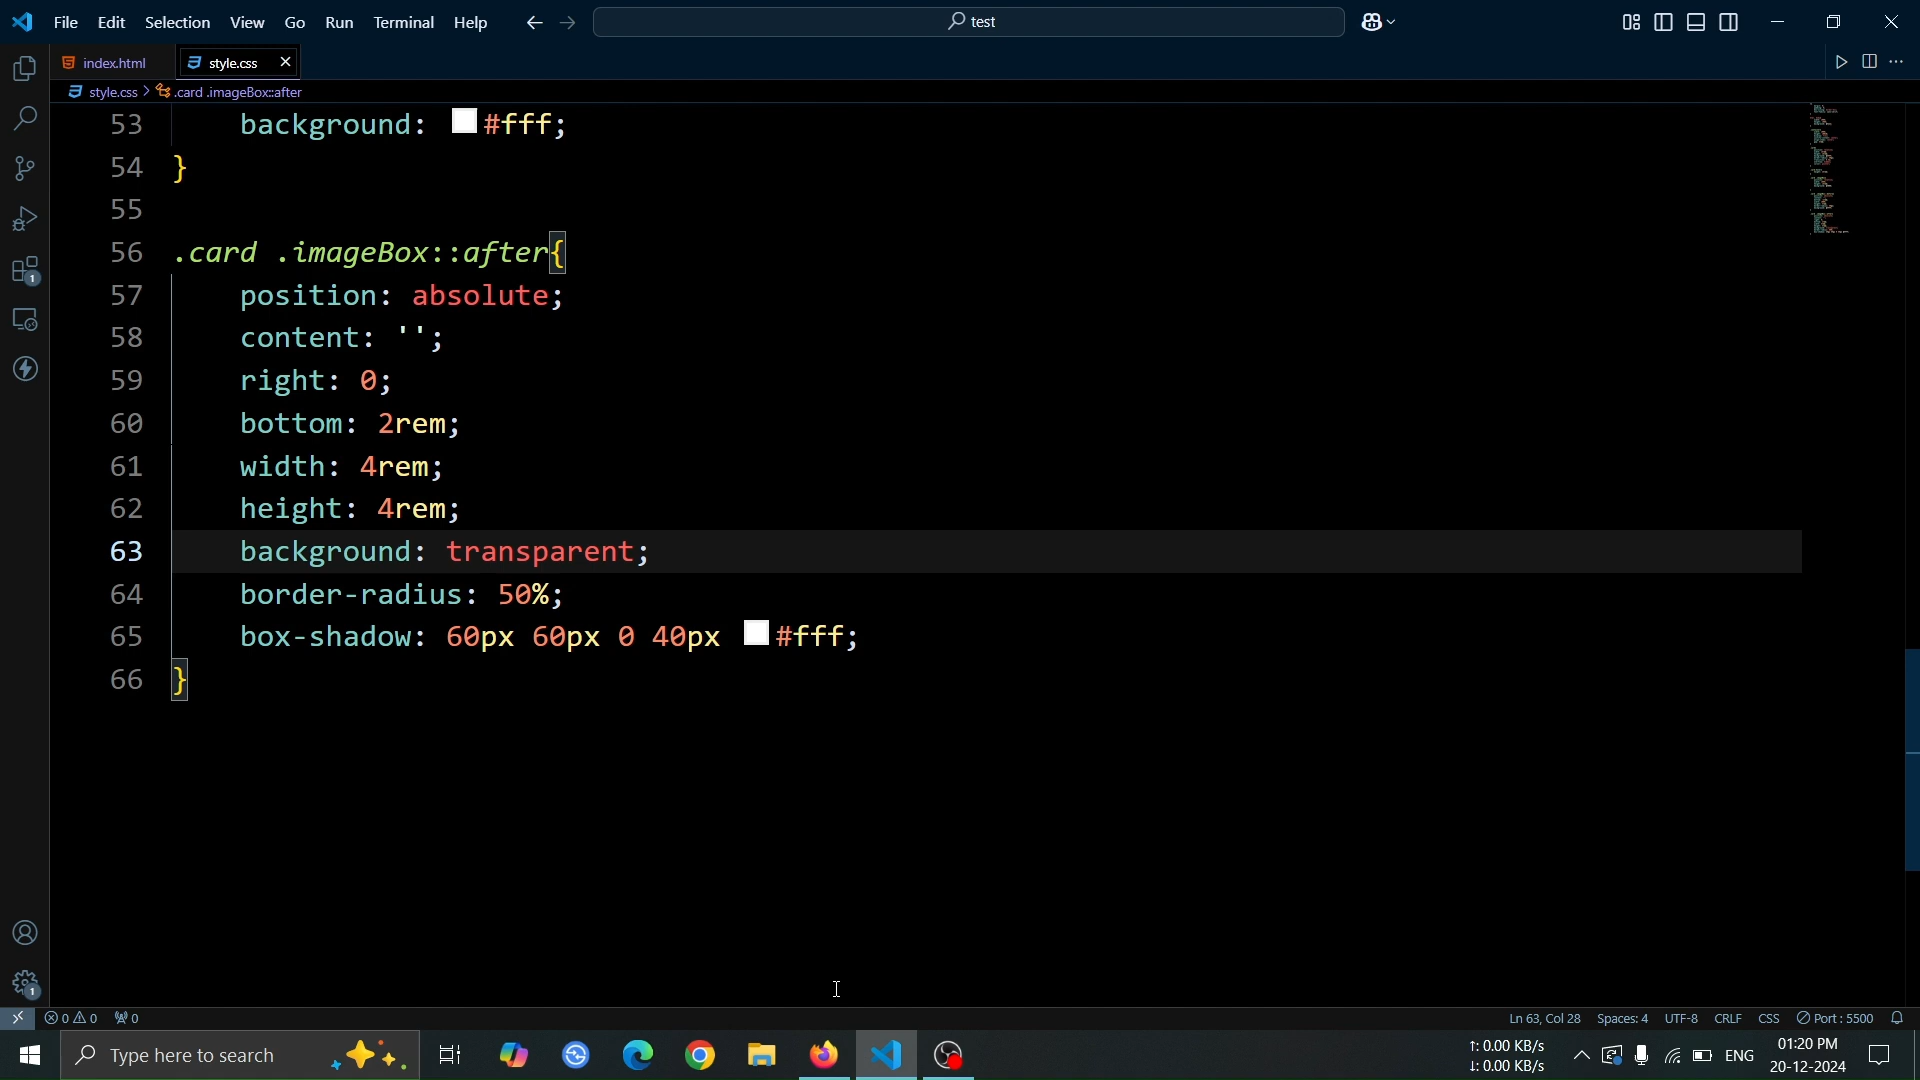 File Edit Selection View Go Run Terminal Help test
index.html style.css
style.css > .card .imageBox::after
53 background: #fff;
54 }
55
56 .card .imageBox::after{
57 position: absolute;
58 content: '';
59 right: 0;
60 bottom: 2rem;
61 width: 4rem;
62 height: 4rem;
63 background: transparent;
64 border-radius: 50%;
65 box-shadow: 60px 60px 0 40px #fff;
66 }
1
1
0 0 0 Ln 63, Col 28 Spaces: 4 UTF-8 CRLF CSS Port : 5500
Type here to search ENG
↑: 0.00 KB/s
↓: 0.00 KB/s
01:20 PM
20-12-2024